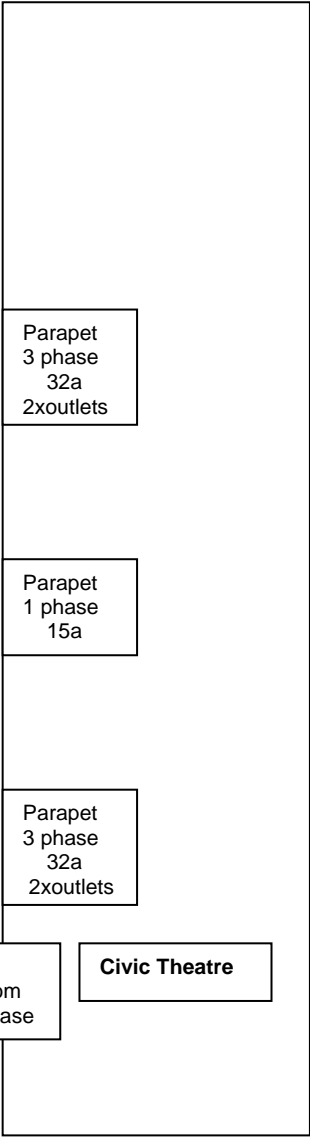 Parapet
3 phase
32a
2xoutlets
Parapet
1 phase
15a
Parapet
3 phase
32a
2xoutlets
Civic Theatre